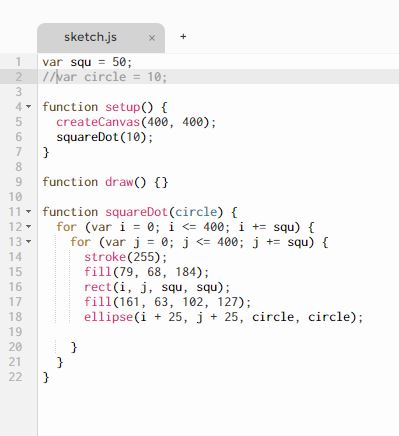 sketch.js × +
1 var squ = 50;
2 //var circle = 10;
3
4 function setup() {
5 createCanvas(400, 400);
6 squareDot(10);
7 }
8
9 function draw() {}
10
11 function squareDot(circle) {
12 for (var i = 0; i <= 400; i += squ) {
13 for (var j = 0; j <= 400; j += squ) {
14 stroke(255);
15 fill(79, 68, 184);
16 rect(i, j, squ, squ);
17 fill(161, 63, 102, 127);
18 ellipse(i + 25, j + 25, circle, circle);
19
20 }
21 }
22 }